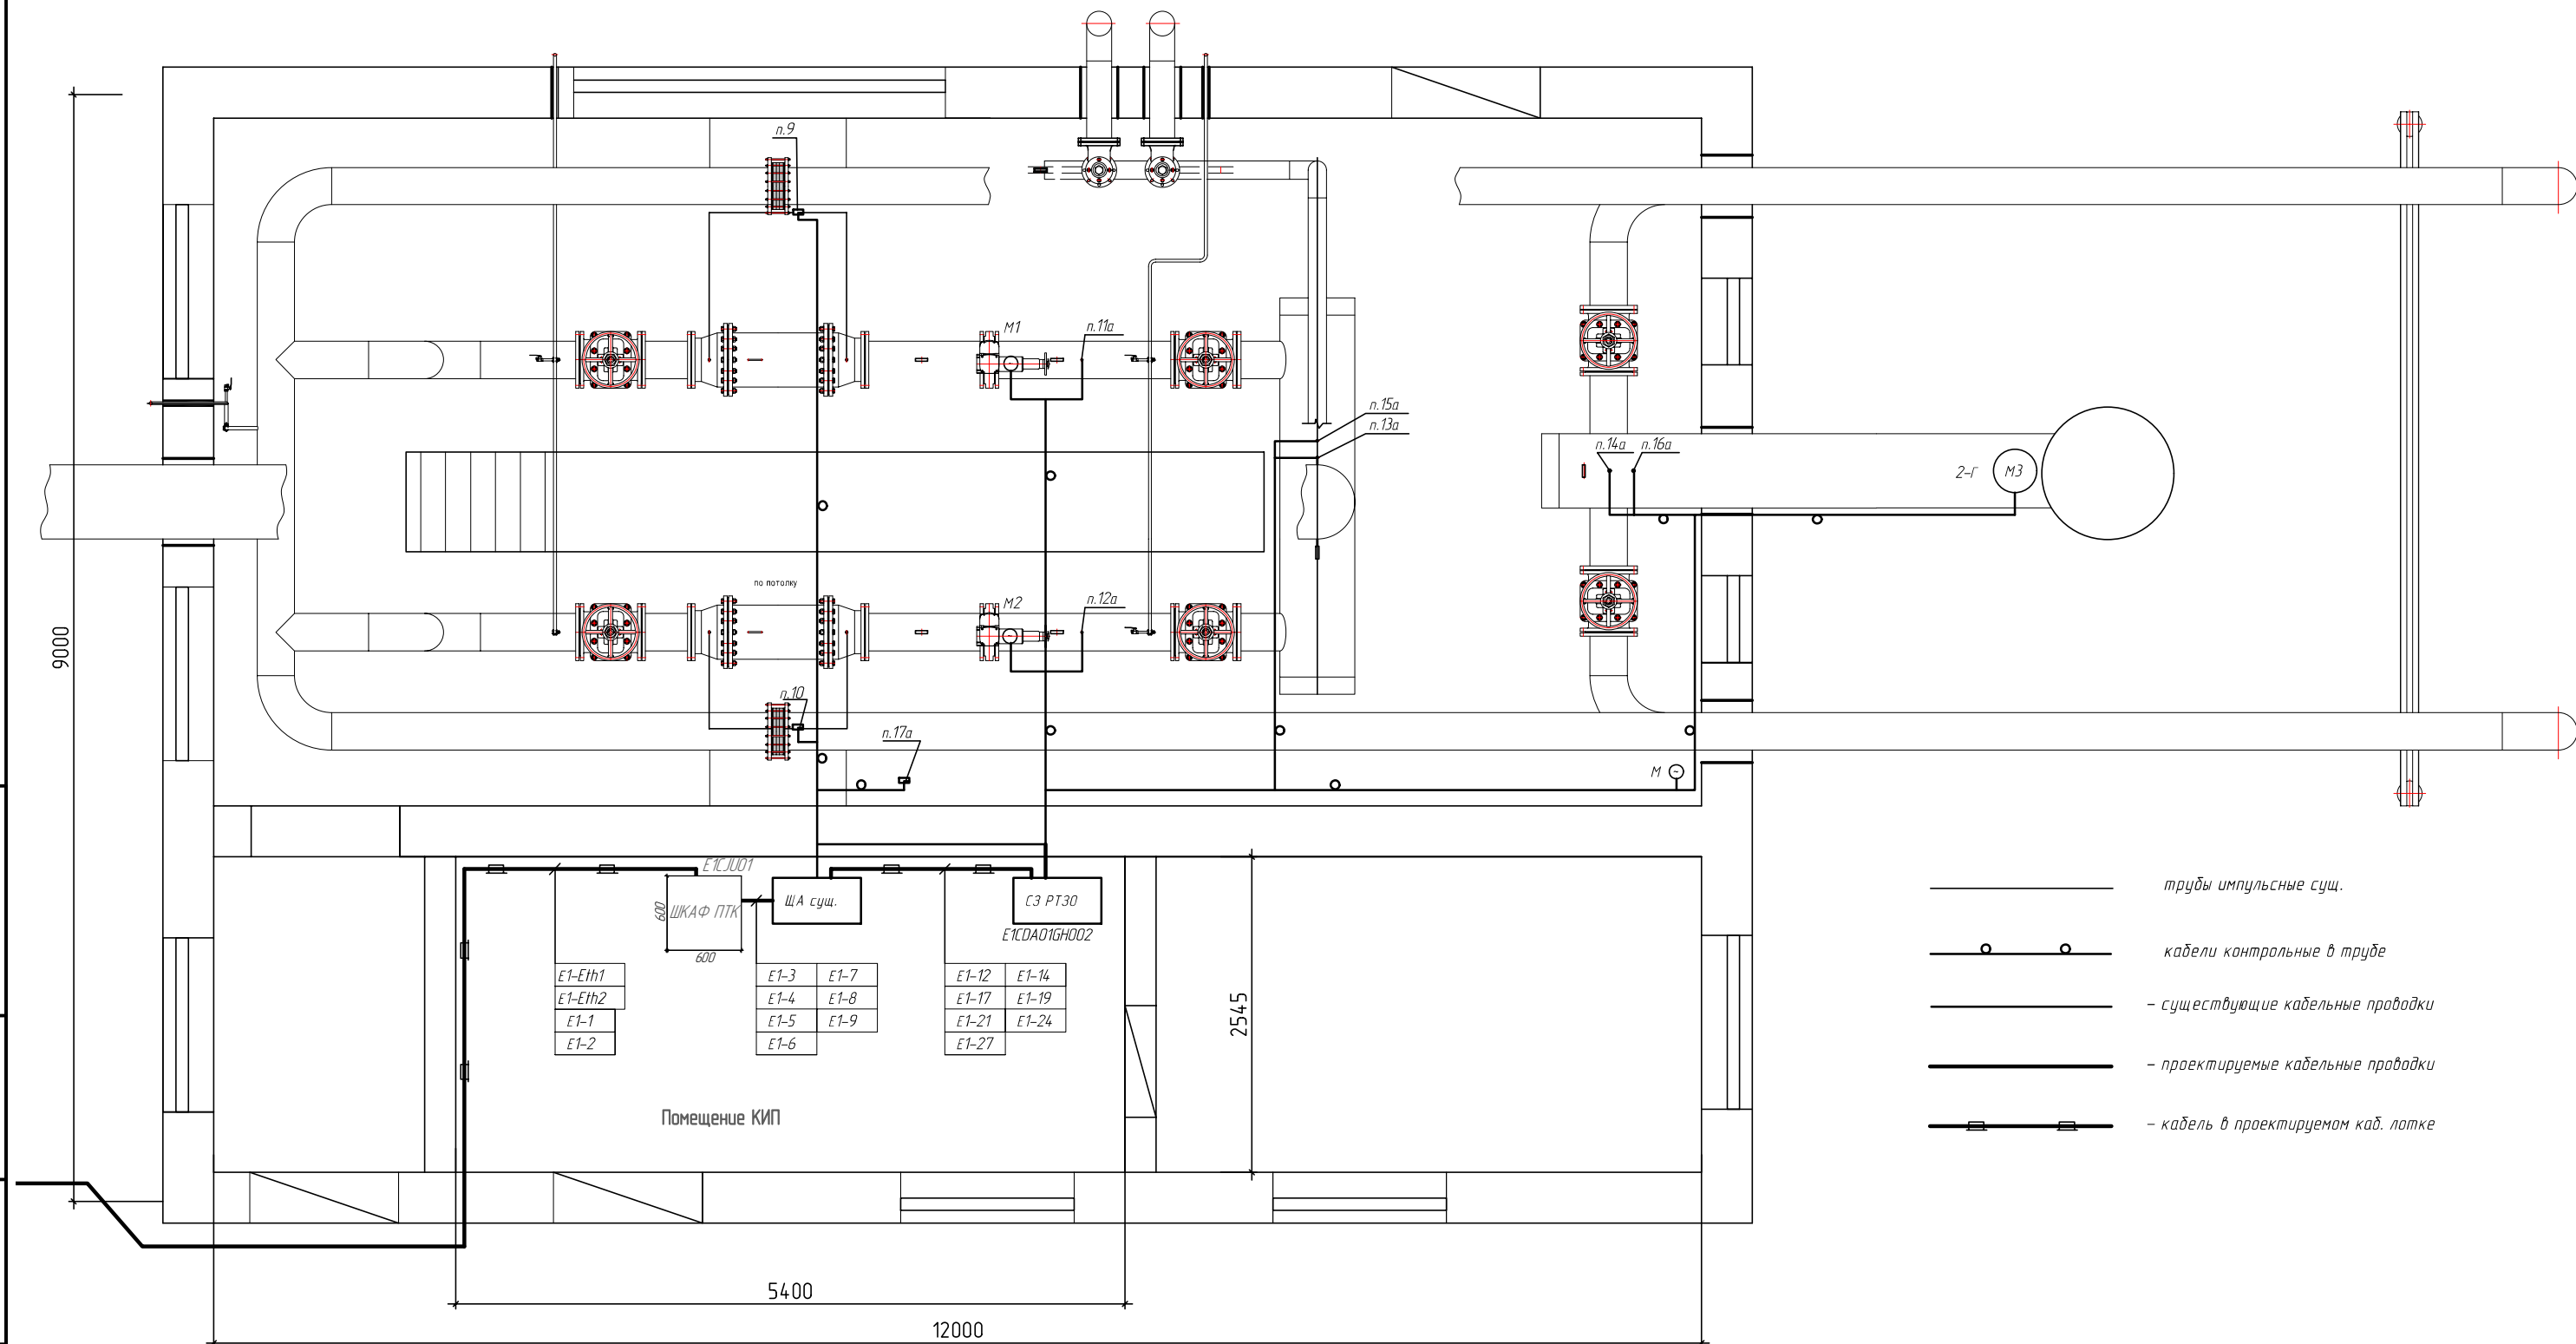 п.9
М1
п.11а
п.15а
п.13а
п.14а
п.16а
2-Г
М3
по потолку
М2
п.12а
9000
п.10
п.17а
М
E1CJU01
ШКАФ ПТК
600
600
ЩА сущ.
СЗ РТЗО
E1CDA01GH002
E1-Eth1
E1-Eth2
E1-1
E1-2
E1-3 E1-7
E1-4 E1-8
E1-5 E1-9
E1-6
E1-12 E1-14
E1-17 E1-19
E1-21 E1-24
E1-27
2545
Помещение КИП
5400
12000
трубы импульсные сущ.
кабели контрольные в трубе
- существующие кабельные проводки
- проектируемые кабельные проводки
- кабель в проектируемом каб. лотке